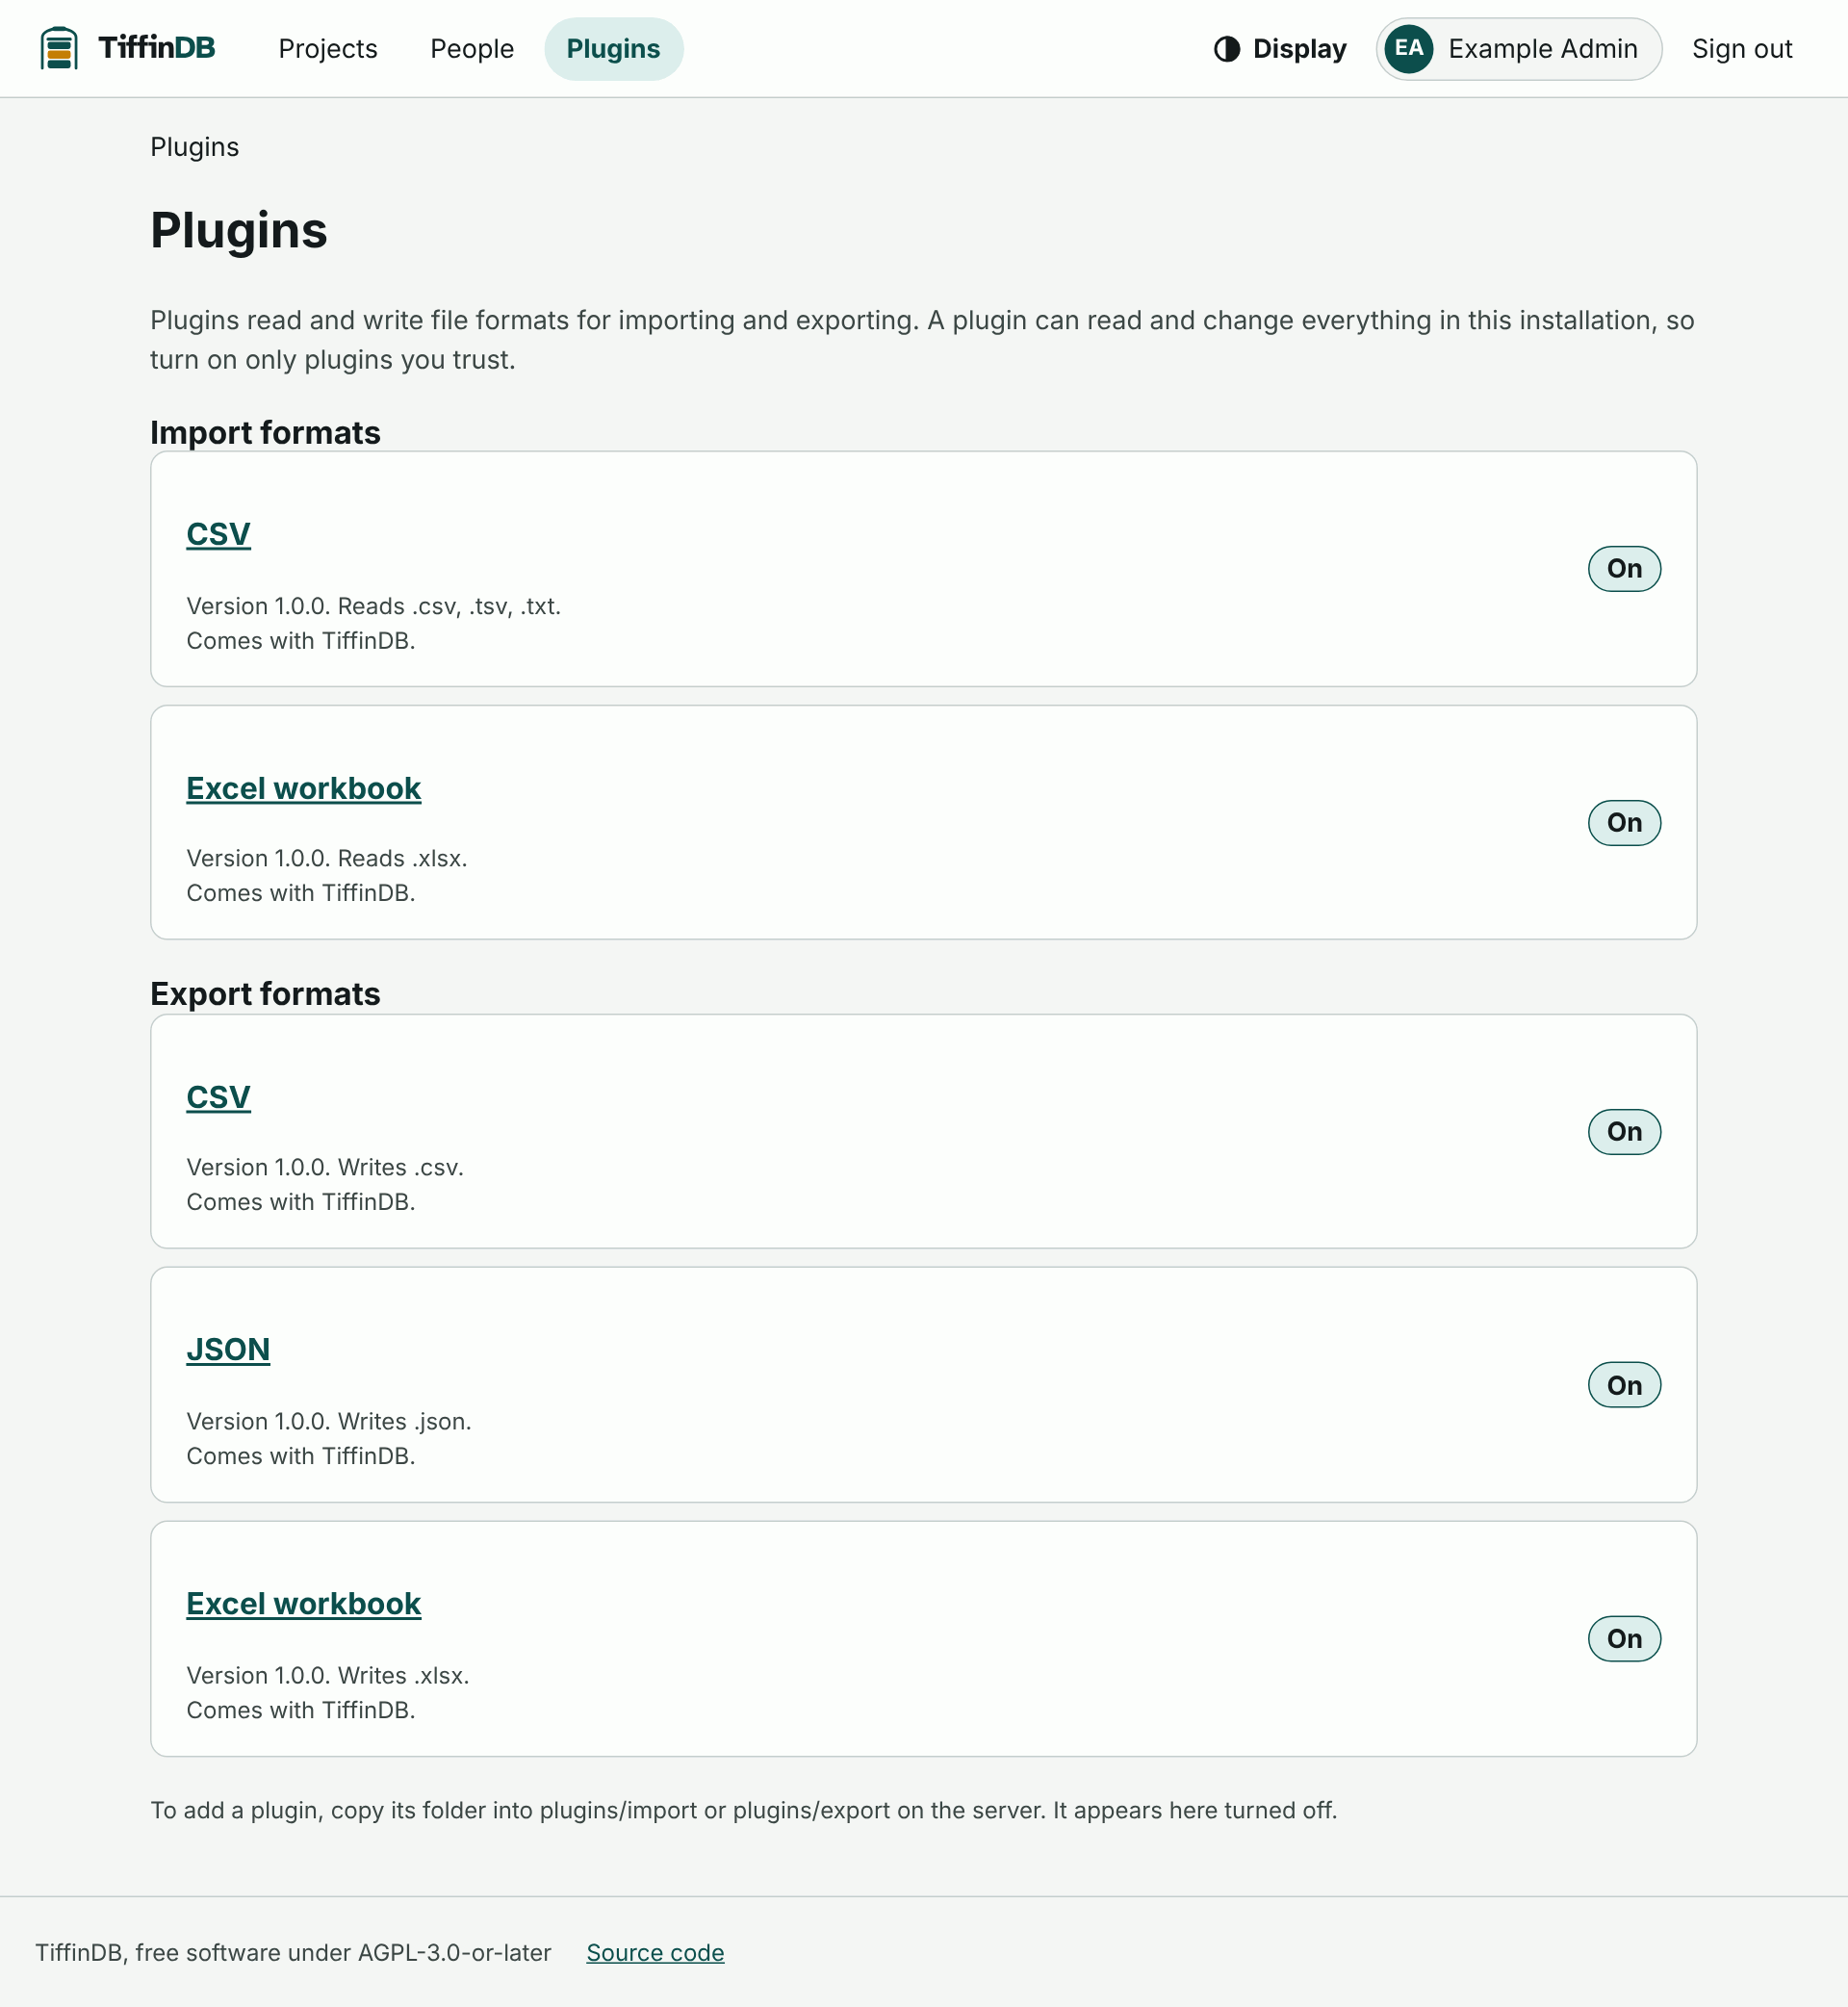 TiffinDB Projects People Plugins Display EA Example Admin Sign out
Plugins
Plugins
Plugins read and write file formats for importing and exporting. A plugin can read and change everything in this installation, so
turn on only plugins you trust.
Import formats
CSV
On
Version 1.0.0. Reads .csv, .tsv, .txt.
Comes with TiffinDB.
Excel workbook
On
Version 1.0.0. Reads .xlsx.
Comes with TiffinDB.
Export formats
CSV
On
Version 1.0.0. Writes .csv.
Comes with TiffinDB.
JSON
On
Version 1.0.0. Writes .json.
Comes with TiffinDB.
Excel workbook
On
Version 1.0.0. Writes .xlsx.
Comes with TiffinDB.
To add a plugin, copy its folder into plugins/import or plugins/export on the server. It appears here turned off.
TiffinDB, free software under AGPL-3.0-or-later Source code